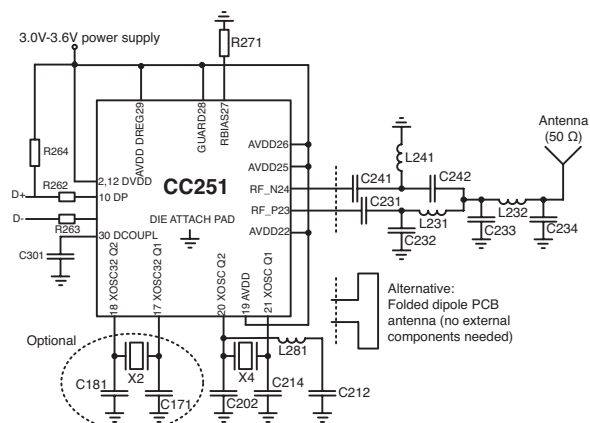 3.0V-3.6V power supply
R271
R264
AVDD DREG29
GUARD28
RBIAS27
AVDD26
AVDD25
RF_N24
RF_P23
AVDD22
2,12 DVDD
10 DP
CC251
DIE ATTACH PAD
30 DCOUPL
D+
R262
D-
R263
C301
18 XOSC32 Q2
17 XOSC32 Q1
20 XOSC Q2
19 AVDD
21 XOSC Q1
L241
C241
C242
C231
L231
C232
C233
L232
C234
Antenna
(50 Ω)
Alternative:
Folded dipole PCB
antenna (no external
components needed)
Optional
C181
X2
C171
X4
L281
C202
C214
C212